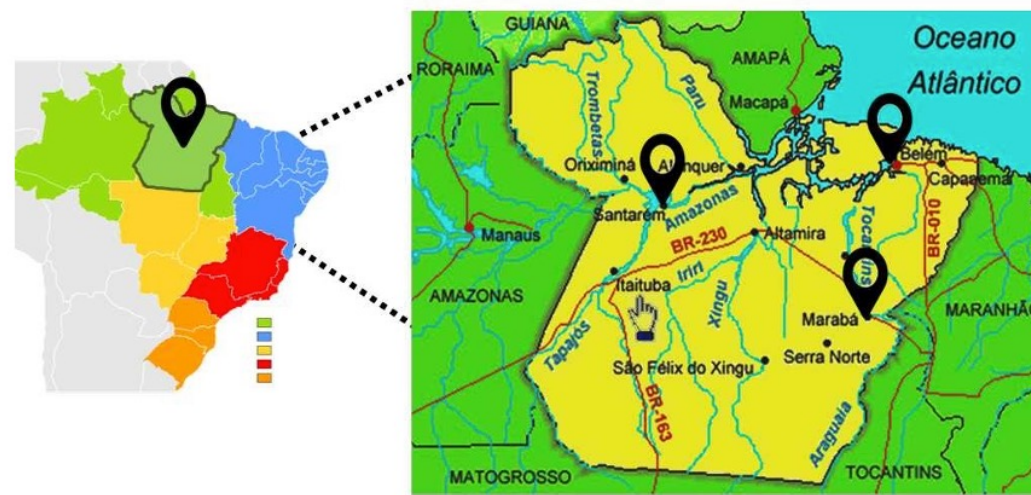 GUIANA
Oceano
Atlântico
RORAIMA
AMAPÁ
Trombetas
Paru
Macapá
Belém
Capanema
Oriximiná
Santarém
Amazonas
Tocantins
BR-010
Manaus
BR-230
Altamira
Iriri
Xingu
Itaituba
AMAZONAS
MARANHÃO
Marabá
Tapajós
Serra Norte
São Félix do Xingu
BR-163
Araguaia
MATOGROSSO
TOCANTINS